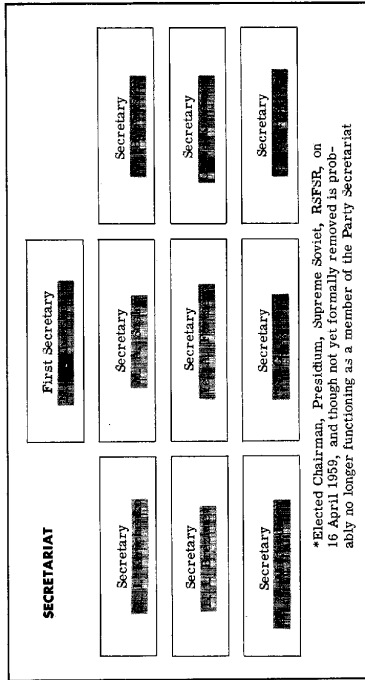 SECRETARIAT
First Secretary
Secretary
Secretary
Secretary
Secretary
Secretary
Secretary
Secretary
Secretary
Secretary
*Elected Chairman, Presidium, Supreme Soviet, RSFSR, on
16 April 1959, and though not yet formally removed is prob-
ably no longer functioning as a member of the Party Secretariat